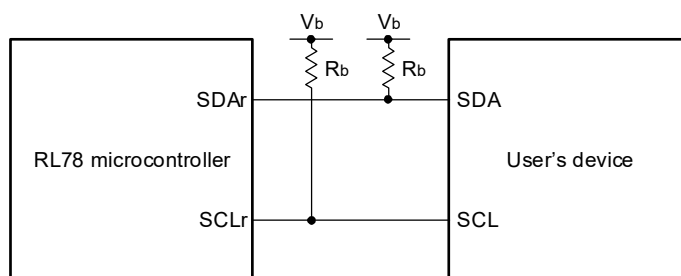 Vb Vb
Rb Rb
SDAr SDA
RL78 microcontroller User’s device
SCLr SCL